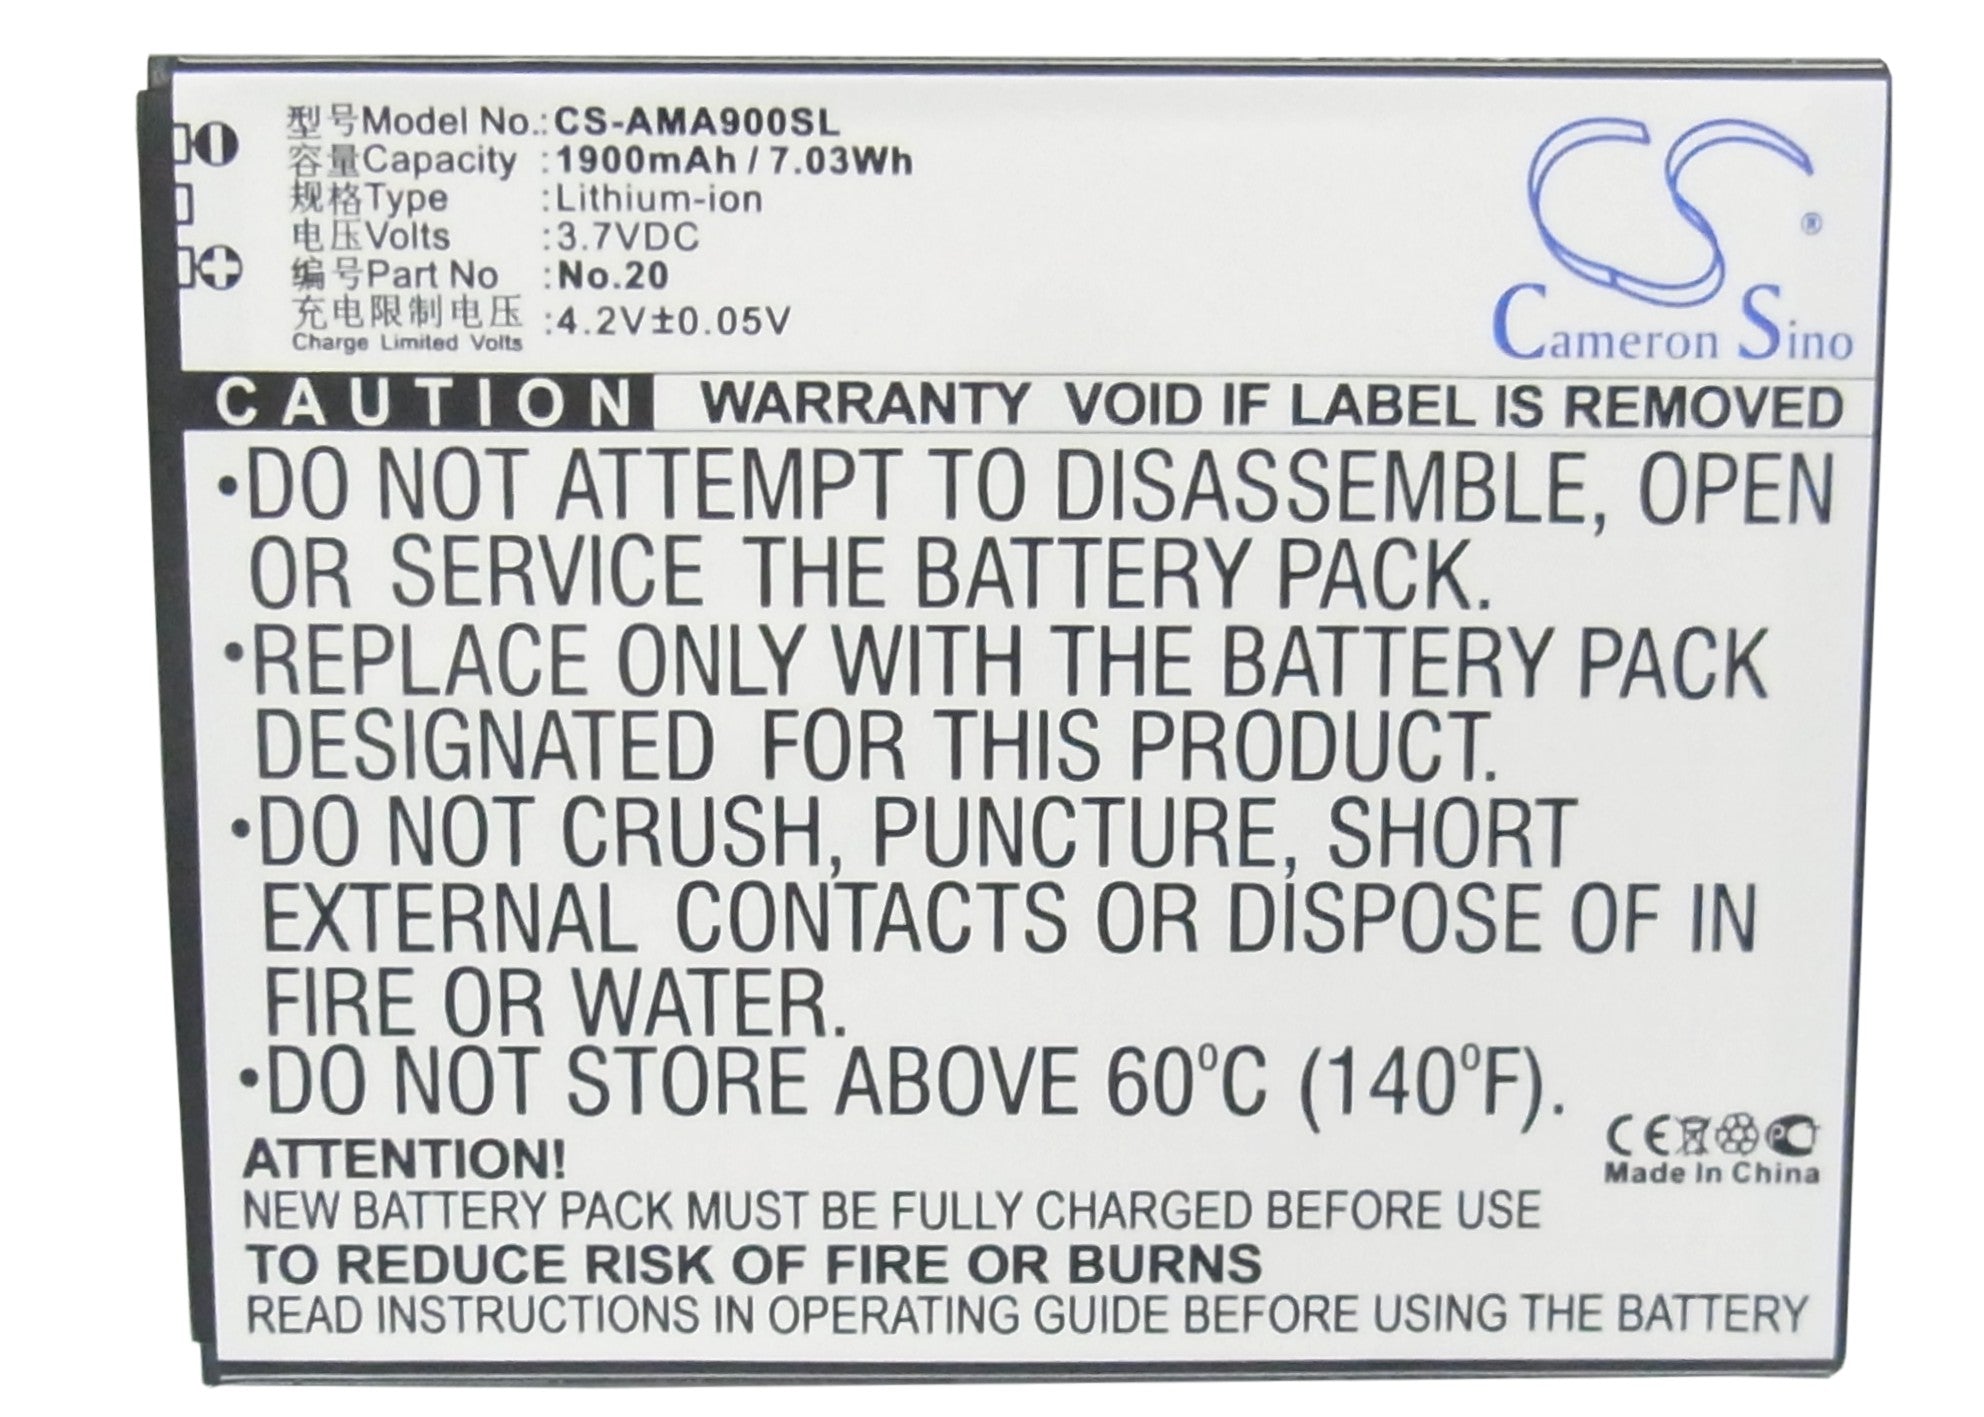 型号Model No.: CS-AMA900SL
容量Capacity : 1900mAh / 7.03Wh
规格Type : Lithium-ion
电压Volts : 3.7VDC
编号Part No : No.20
充电限制电压 : 4.2V±0.05V
Charge Limited Volts
CS ®
Cameron Sino
CAUTION WARRANTY VOID IF LABEL IS REMOVED
•DO NOT ATTEMPT TO DISASSEMBLE, OPEN
OR SERVICE THE BATTERY PACK.
•REPLACE ONLY WITH THE BATTERY PACK
DESIGNATED FOR THIS PRODUCT.
•DO NOT CRUSH, PUNCTURE, SHORT
EXTERNAL CONTACTS OR DISPOSE OF IN
FIRE OR WATER.
•DO NOT STORE ABOVE 60°C (140°F).
CE
Made In China
ATTENTION!
NEW BATTERY PACK MUST BE FULLY CHARGED BEFORE USE
TO REDUCE RISK OF FIRE OR BURNS
READ INSTRUCTIONS IN OPERATING GUIDE BEFORE USING THE BATTERY